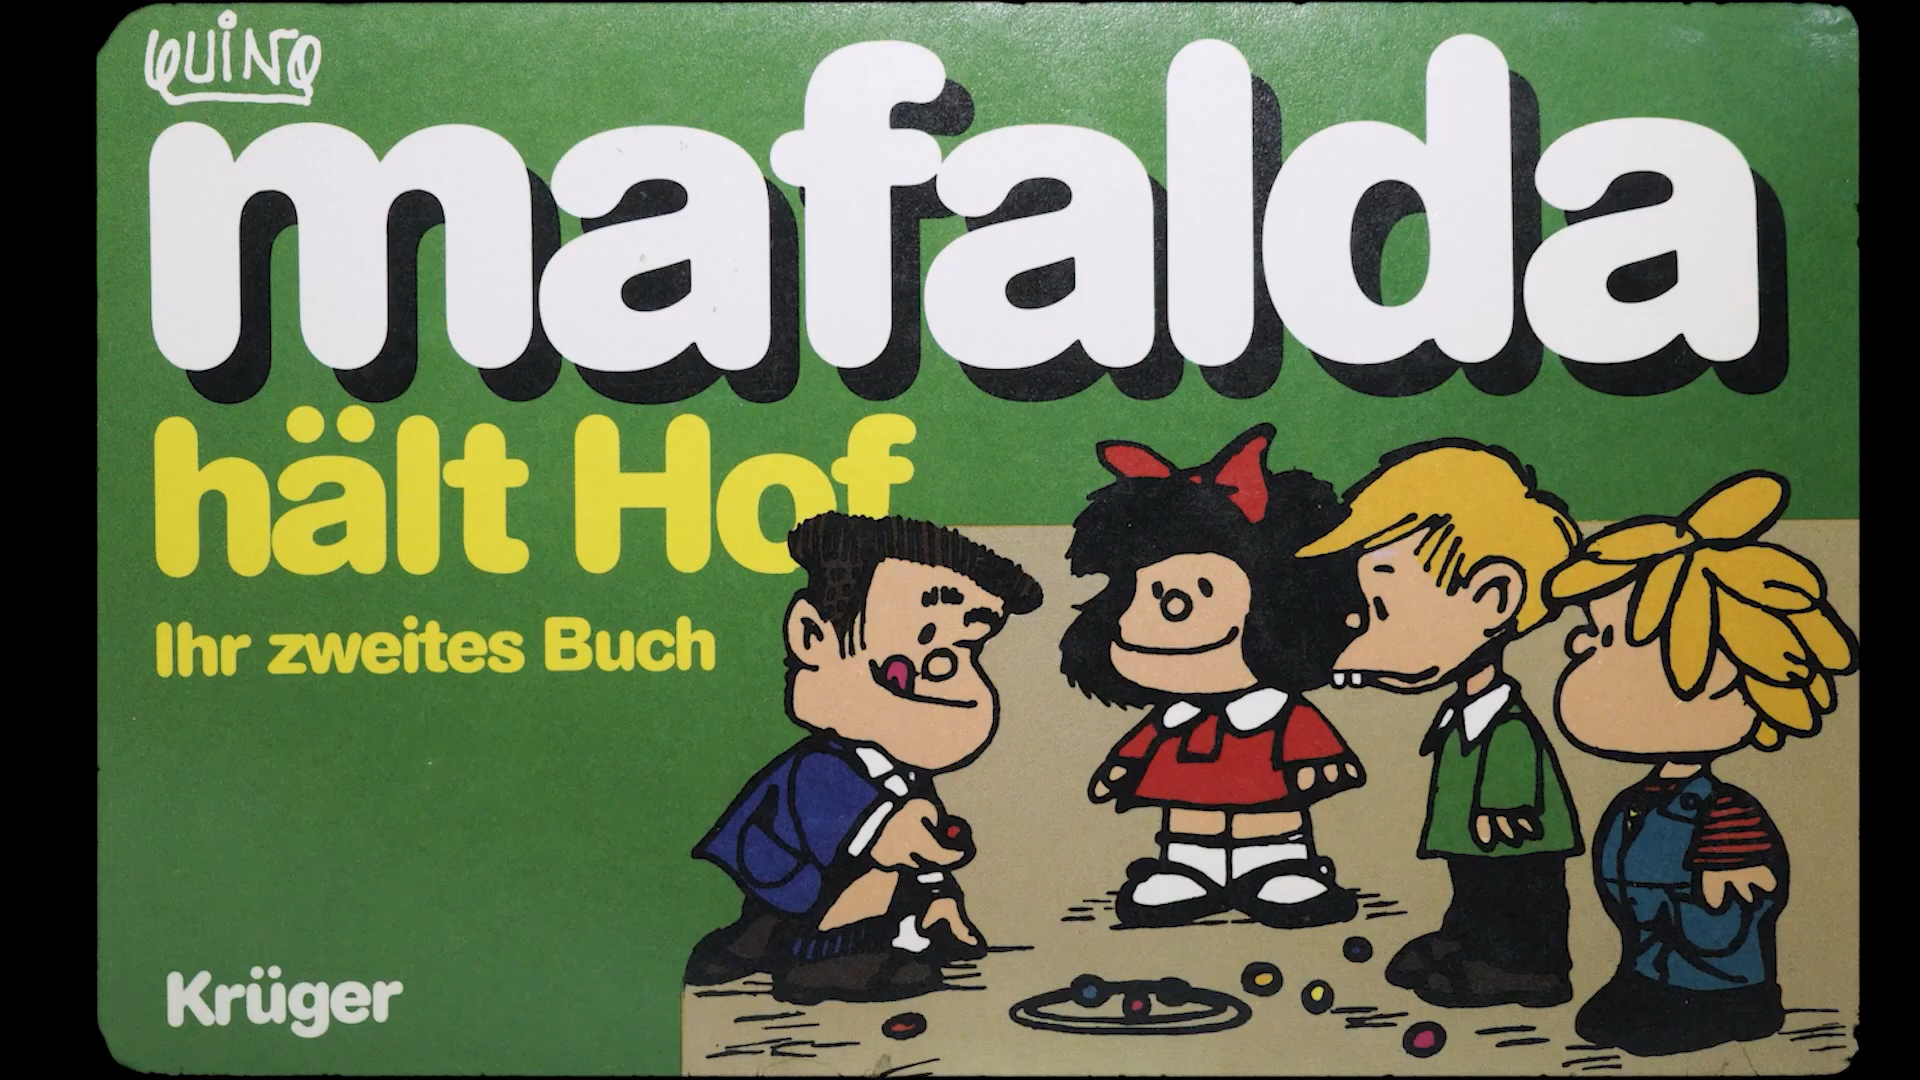 QUINO
mafalda
hält Hof
Ihr zweites Buch
Krüger